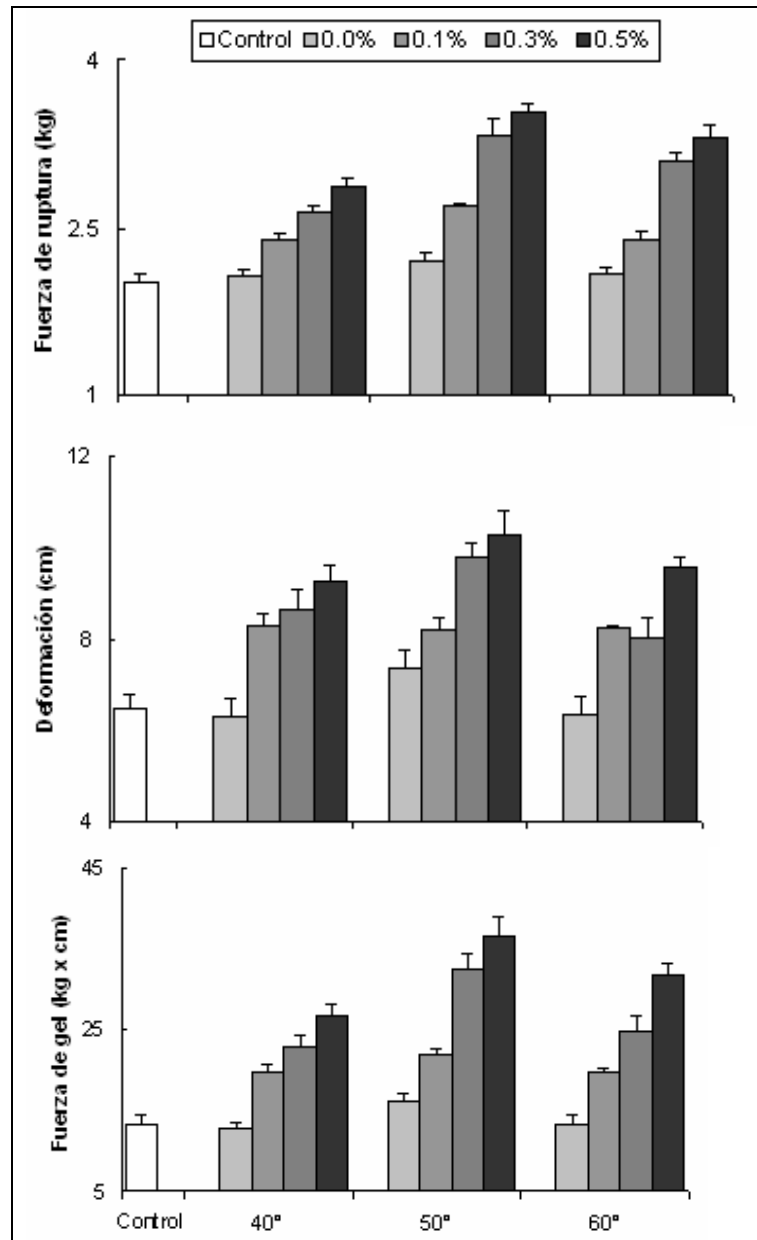 Control 0.0% 0.1% 0.3% 0.5%
4
2.5
1
Fuerza de ruptura (kg)
12
8
4
Deformación (cm)
45
25
5
Fuerza de gel (kg x cm)
Control 40° 50° 60°